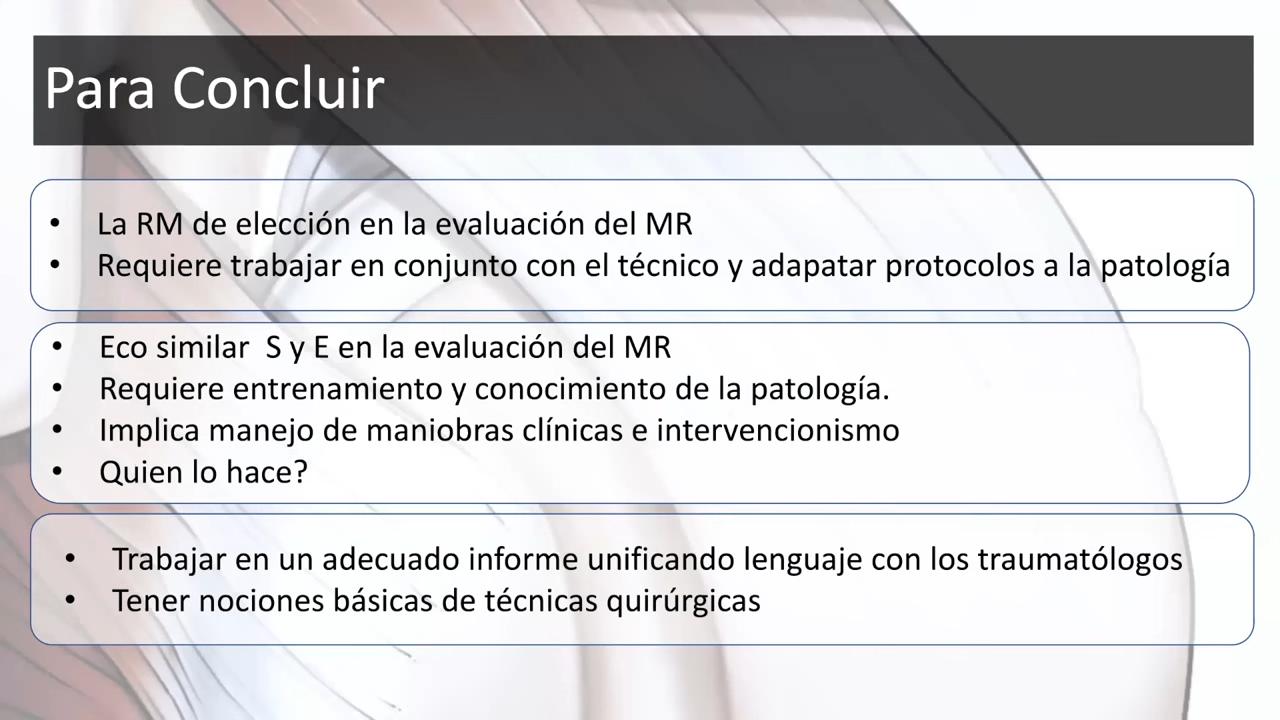 Para Concluir
• La RM de elección en la evaluación del MR
• Requiere trabajar en conjunto con el técnico y adapatar protocolos a la patología
• Eco similar  S y E en la evaluación del MR
• Requiere entrenamiento y conocimiento de la patología.
• Implica manejo de maniobras clínicas e intervencionismo
• Quien lo hace?
• Trabajar en un adecuado informe unificando lenguaje con los traumatólogos
• Tener nociones básicas de técnicas quirúrgicas